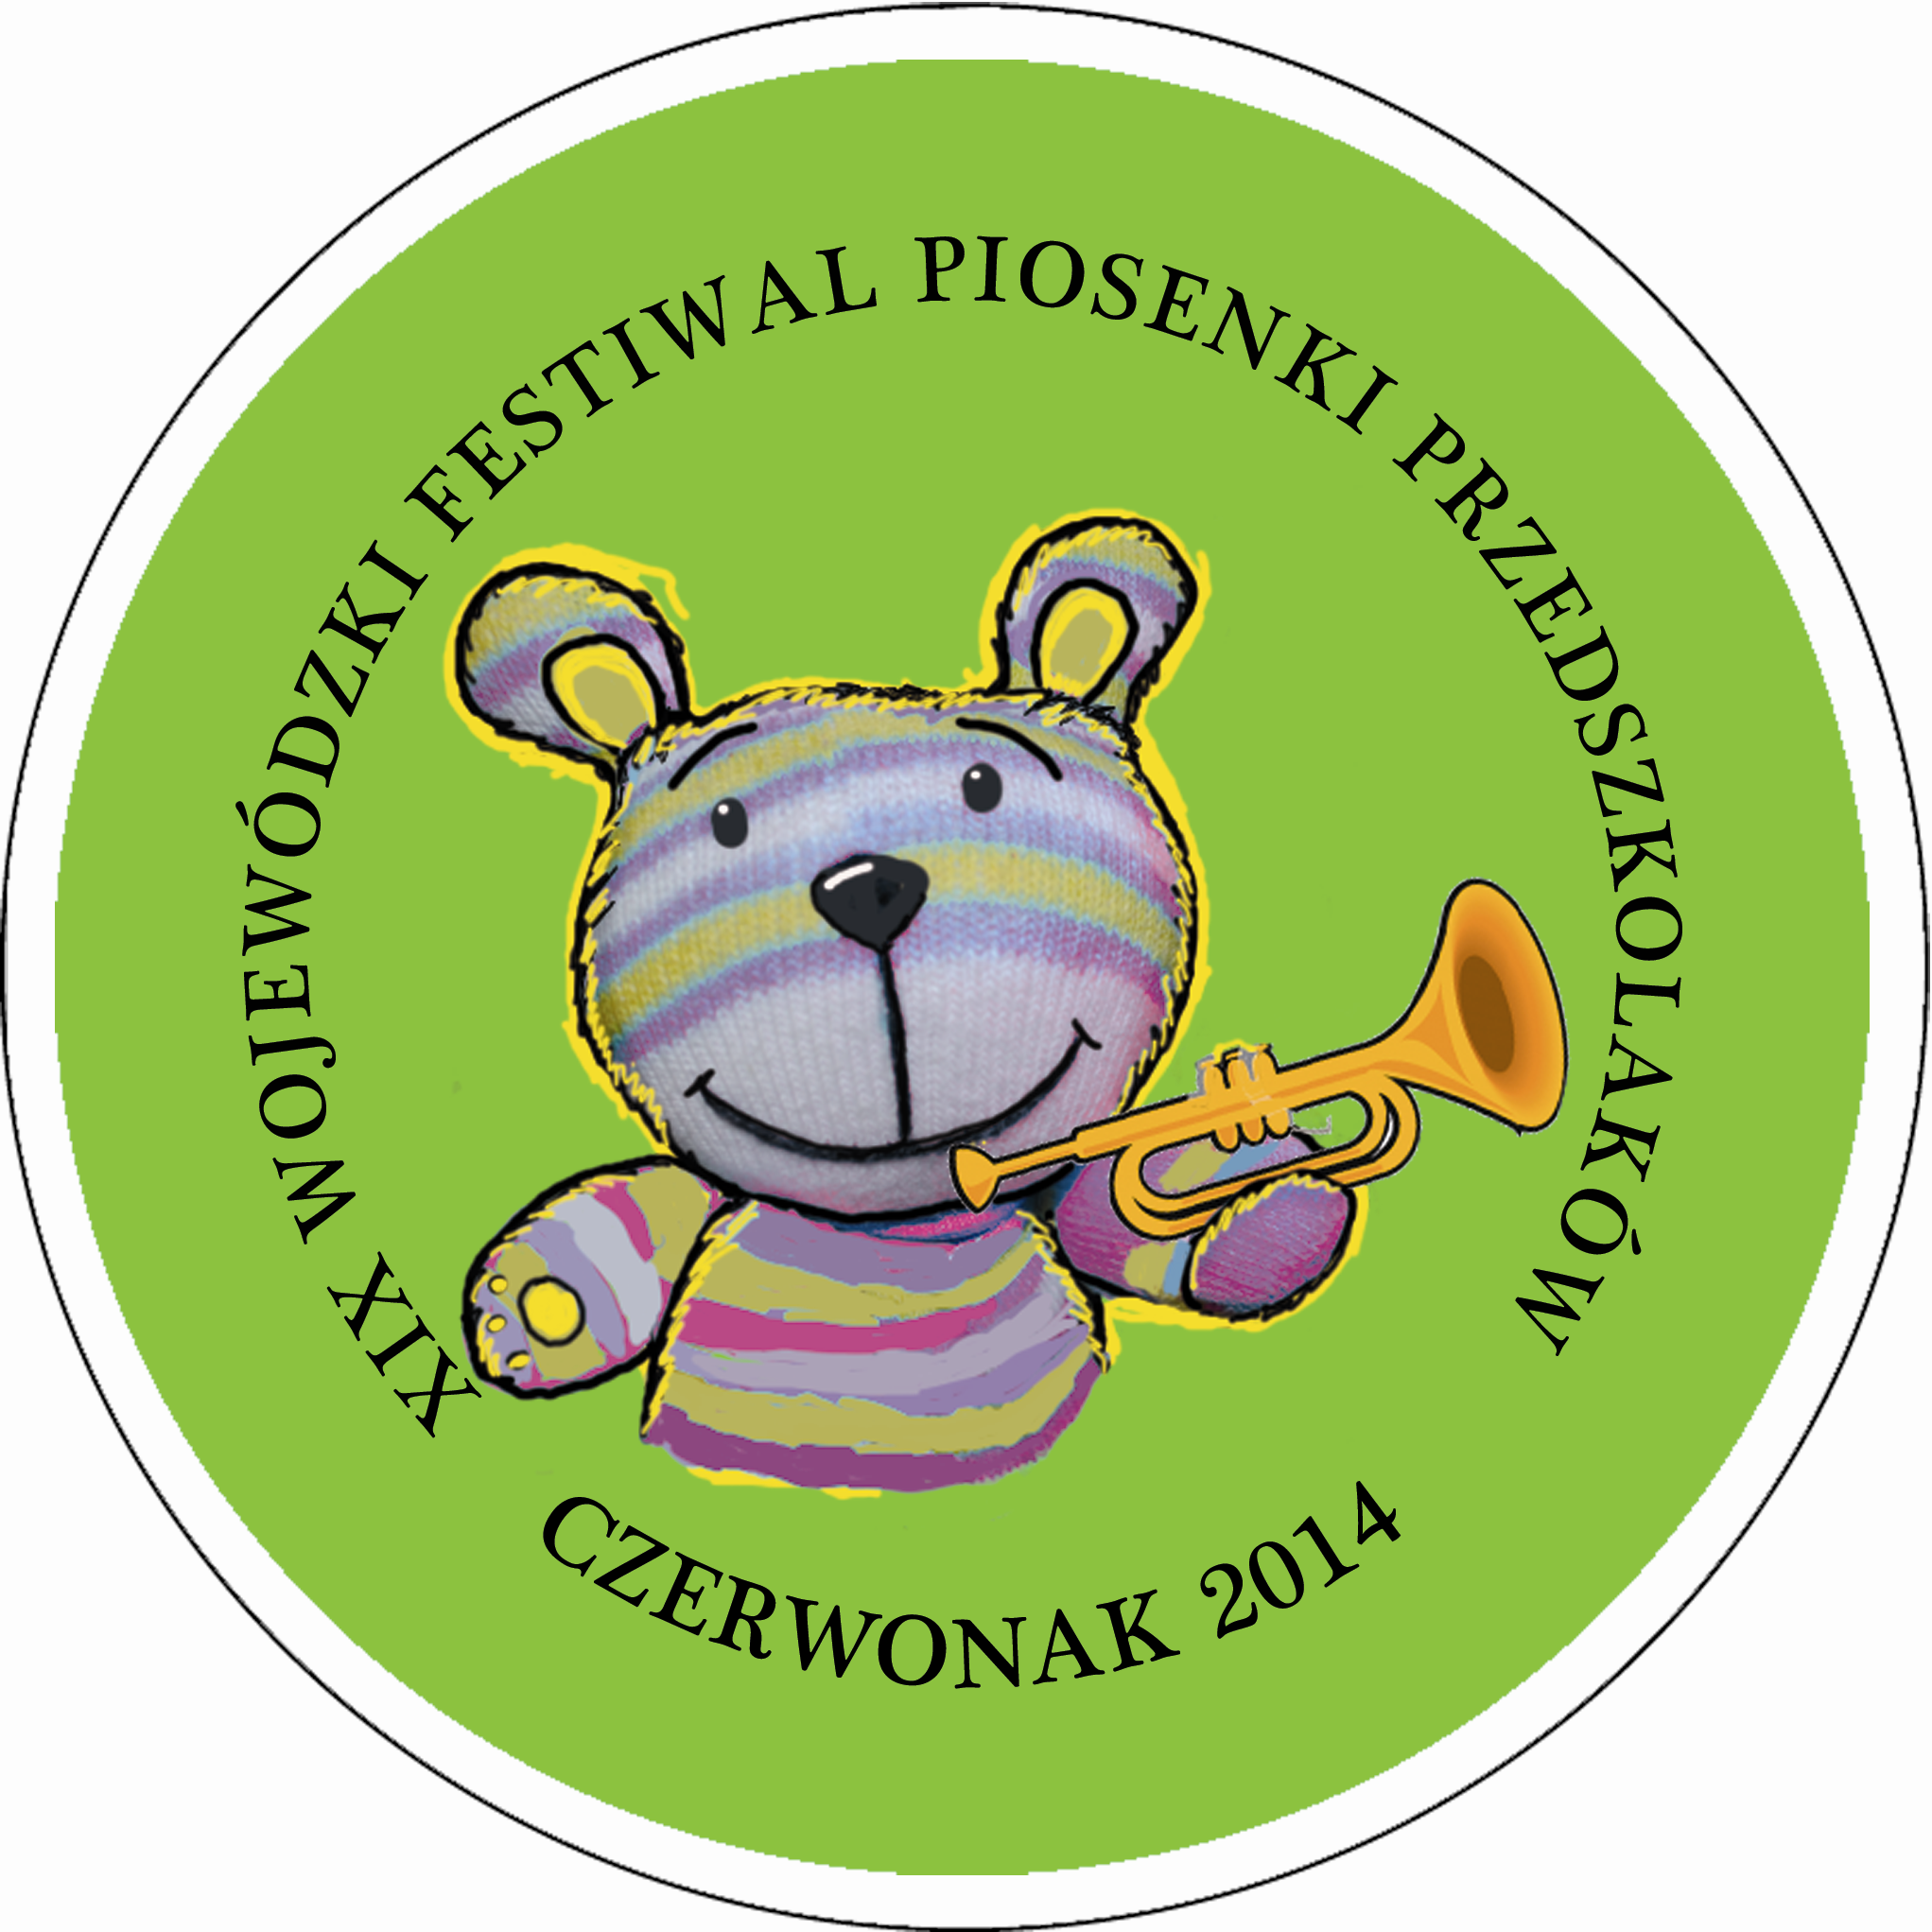 XIX WOJEWÓDZKI FESTIWAL PIOSENKI PRZEDSZKOLAKÓW
CZERWONAK 2014